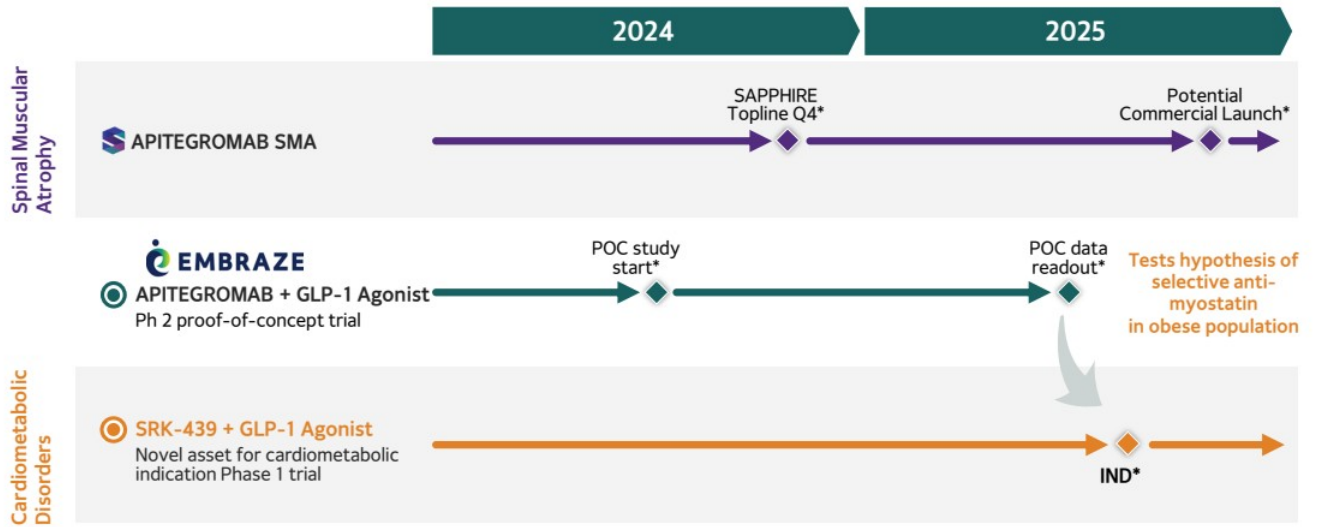 2024
2025
Spinal Muscular
Atrophy
APITEGROMAB SMA
SAPPHIRE
Topline Q4*
Potential
Commercial Launch*
EMBRAZE
APITEGROMAB + GLP-1 Agonist
Ph 2 proof-of-concept trial
POC study
start*
POC data
readout*
Tests hypothesis of
selective anti-
myostatin
in obese population
Cardiometabolic
Disorders
SRK-439 + GLP-1 Agonist
Novel asset for cardiometabolic
indication Phase 1 trial
IND*